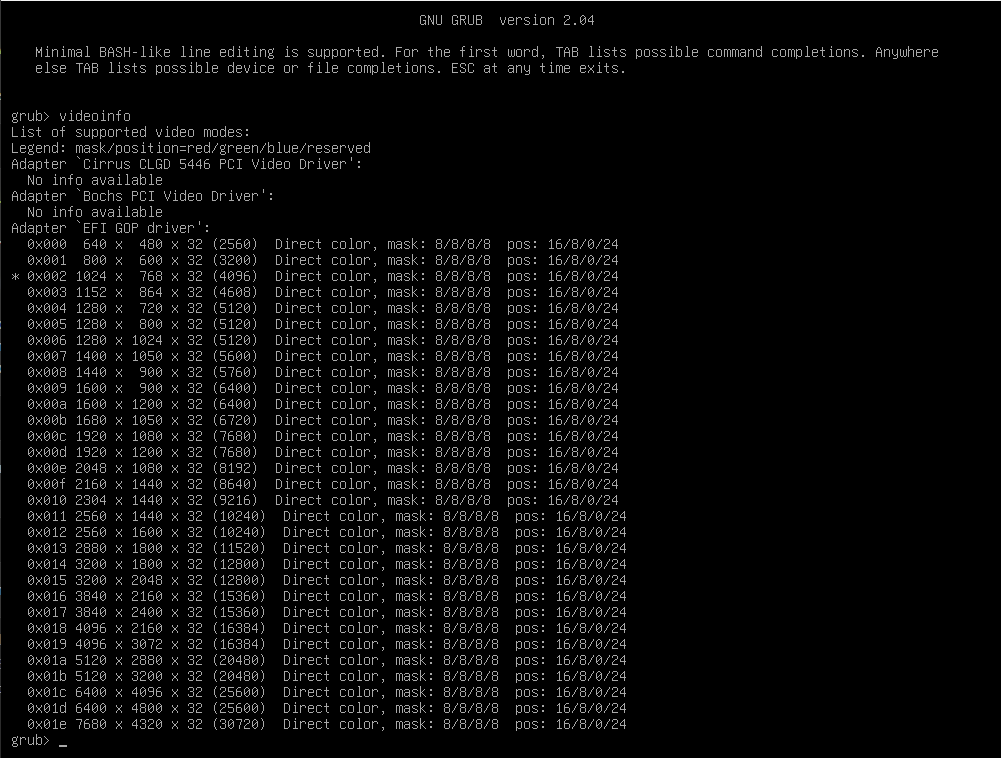 GNU GRUB  version 2.04
Minimal BASH-like line editing is supported. For the first word, TAB lists possible command completions. Anywhere
else TAB lists possible device or file completions. ESC at any time exits.
grub> videoinfo
List of supported video modes:
Legend: mask/position=red/green/blue/reserved
Adapter `Cirrus CLGD 5446 PCI Video Driver':
  No info available
Adapter `Bochs PCI Video Driver':
  No info available
Adapter `EFI GOP driver':
  0x000  640 x  480 x 32 (2560)  Direct color, mask: 8/8/8/8  pos: 16/8/0/24
  0x001  800 x  600 x 32 (3200)  Direct color, mask: 8/8/8/8  pos: 16/8/0/24
* 0x002 1024 x  768 x 32 (4096)  Direct color, mask: 8/8/8/8  pos: 16/8/0/24
  0x003 1152 x  864 x 32 (4608)  Direct color, mask: 8/8/8/8  pos: 16/8/0/24
  0x004 1280 x  720 x 32 (5120)  Direct color, mask: 8/8/8/8  pos: 16/8/0/24
  0x005 1280 x  800 x 32 (5120)  Direct color, mask: 8/8/8/8  pos: 16/8/0/24
  0x006 1280 x 1024 x 32 (5120)  Direct color, mask: 8/8/8/8  pos: 16/8/0/24
  0x007 1400 x 1050 x 32 (5600)  Direct color, mask: 8/8/8/8  pos: 16/8/0/24
  0x008 1440 x  900 x 32 (5760)  Direct color, mask: 8/8/8/8  pos: 16/8/0/24
  0x009 1600 x  900 x 32 (6400)  Direct color, mask: 8/8/8/8  pos: 16/8/0/24
  0x00a 1600 x 1200 x 32 (6400)  Direct color, mask: 8/8/8/8  pos: 16/8/0/24
  0x00b 1680 x 1050 x 32 (6720)  Direct color, mask: 8/8/8/8  pos: 16/8/0/24
  0x00c 1920 x 1080 x 32 (7680)  Direct color, mask: 8/8/8/8  pos: 16/8/0/24
  0x00d 1920 x 1200 x 32 (7680)  Direct color, mask: 8/8/8/8  pos: 16/8/0/24
  0x00e 2048 x 1080 x 32 (8192)  Direct color, mask: 8/8/8/8  pos: 16/8/0/24
  0x00f 2160 x 1440 x 32 (8640)  Direct color, mask: 8/8/8/8  pos: 16/8/0/24
  0x010 2304 x 1440 x 32 (9216)  Direct color, mask: 8/8/8/8  pos: 16/8/0/24
  0x011 2560 x 1440 x 32 (10240)  Direct color, mask: 8/8/8/8  pos: 16/8/0/24
  0x012 2560 x 1600 x 32 (10240)  Direct color, mask: 8/8/8/8  pos: 16/8/0/24
  0x013 2880 x 1800 x 32 (11520)  Direct color, mask: 8/8/8/8  pos: 16/8/0/24
  0x014 3200 x 1800 x 32 (12800)  Direct color, mask: 8/8/8/8  pos: 16/8/0/24
  0x015 3200 x 2048 x 32 (12800)  Direct color, mask: 8/8/8/8  pos: 16/8/0/24
  0x016 3840 x 2160 x 32 (15360)  Direct color, mask: 8/8/8/8  pos: 16/8/0/24
  0x017 3840 x 2400 x 32 (15360)  Direct color, mask: 8/8/8/8  pos: 16/8/0/24
  0x018 4096 x 2160 x 32 (16384)  Direct color, mask: 8/8/8/8  pos: 16/8/0/24
  0x019 4096 x 3072 x 32 (16384)  Direct color, mask: 8/8/8/8  pos: 16/8/0/24
  0x01a 5120 x 2880 x 32 (20480)  Direct color, mask: 8/8/8/8  pos: 16/8/0/24
  0x01b 5120 x 3200 x 32 (20480)  Direct color, mask: 8/8/8/8  pos: 16/8/0/24
  0x01c 6400 x 4096 x 32 (25600)  Direct color, mask: 8/8/8/8  pos: 16/8/0/24
  0x01d 6400 x 4800 x 32 (25600)  Direct color, mask: 8/8/8/8  pos: 16/8/0/24
  0x01e 7680 x 4320 x 32 (30720)  Direct color, mask: 8/8/8/8  pos: 16/8/0/24
grub> _